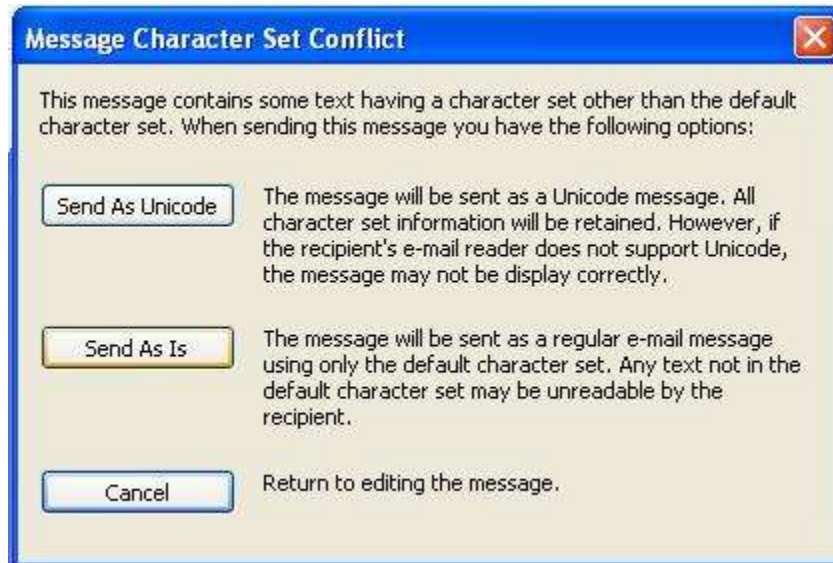 Message Character Set Conflict
This message contains some text having a character set other than the default
character set. When sending this message you have the following options:
Send As Unicode
The message will be sent as a Unicode message. All
character set information will be retained. However, if
the recipient's e-mail reader does not support Unicode,
the message may not be display correctly.
Send As Is
The message will be sent as a regular e-mail message
using only the default character set. Any text not in the
default character set may be unreadable by the
recipient.
Cancel
Return to editing the message.